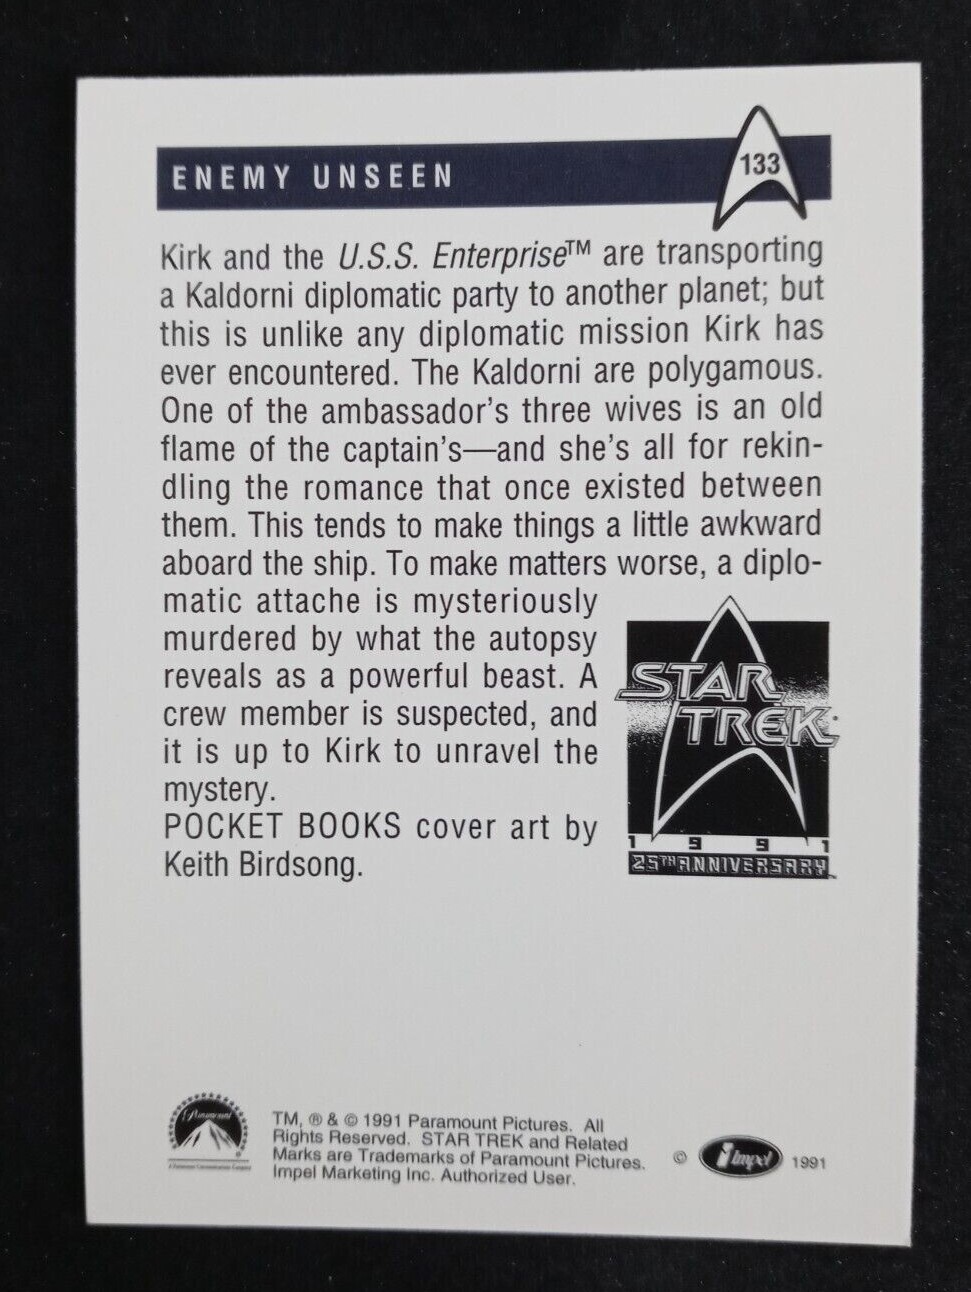 ENEMY UNSEEN
133
Kirk and the U.S.S. Enterprise™ are transporting
a Kaldorni diplomatic party to another planet; but
this is unlike any diplomatic mission Kirk has
ever encountered. The Kaldorni are polygamous.
One of the ambassador's three wives is an old
flame of the captain's—and she's all for rekin-
dling the romance that once existed between
them. This tends to make things a little awkward
aboard the ship. To make matters worse, a diplo-
matic attache is mysteriously
murdered by what the autopsy
reveals as a powerful beast. A
crew member is suspected, and
it is up to Kirk to unravel the
mystery.
POCKET BOOKS cover art by
Keith Birdsong.
STAR
TREK
1991
25TH ANNIVERSARY
Paramount
A Paramount Communications Company
TM, ® & © 1991 Paramount Pictures. All
Rights Reserved. STAR TREK and Related
Marks are Trademarks of Paramount Pictures.
Impel Marketing Inc. Authorized User.
© Impel 1991